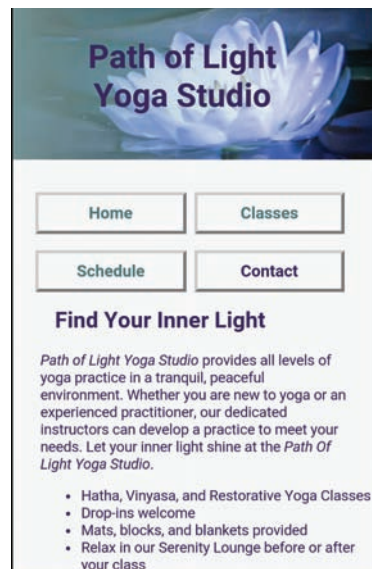 Path of Light
Yoga Studio
Home
Classes
Schedule
Contact
Find Your Inner Light
Path of Light Yoga Studio provides all levels of
yoga practice in a tranquil, peaceful
environment. Whether you are new to yoga or an
experienced practitioner, our dedicated
instructors can develop a practice to meet your
needs. Let your inner light shine at the Path Of
Light Yoga Studio.
• Hatha, Vinyasa, and Restorative Yoga Classes
• Drop-ins welcome
• Mats, blocks, and blankets provided
• Relax in our Serenity Lounge before or after
your class